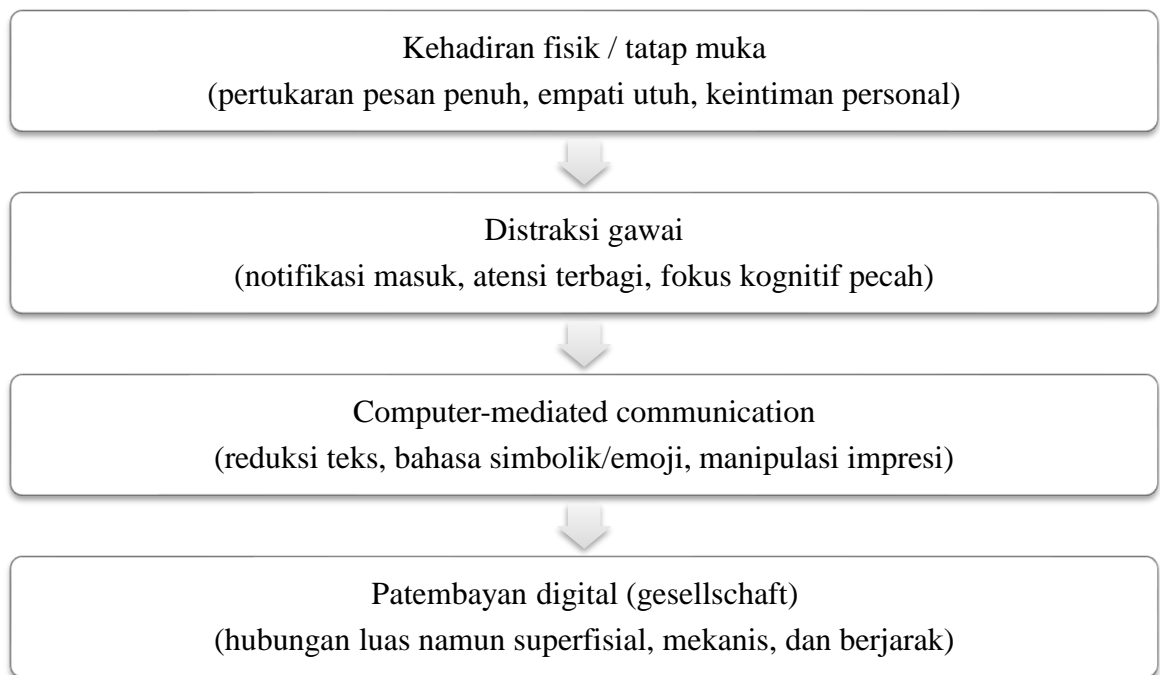 Kehadiran fisik / tatap muka
(pertukaran pesan penuh, empati utuh, keintiman personal)
Distraksi gawai
(notifikasi masuk, atensi terbagi, fokus kognitif pecah)
Computer-mediated communication
(reduksi teks, bahasa simbolik/emoji, manipulasi impresi)
Patembayan digital (gesellschaft)
(hubungan luas namun superfisial, mekanis, dan berjarak)